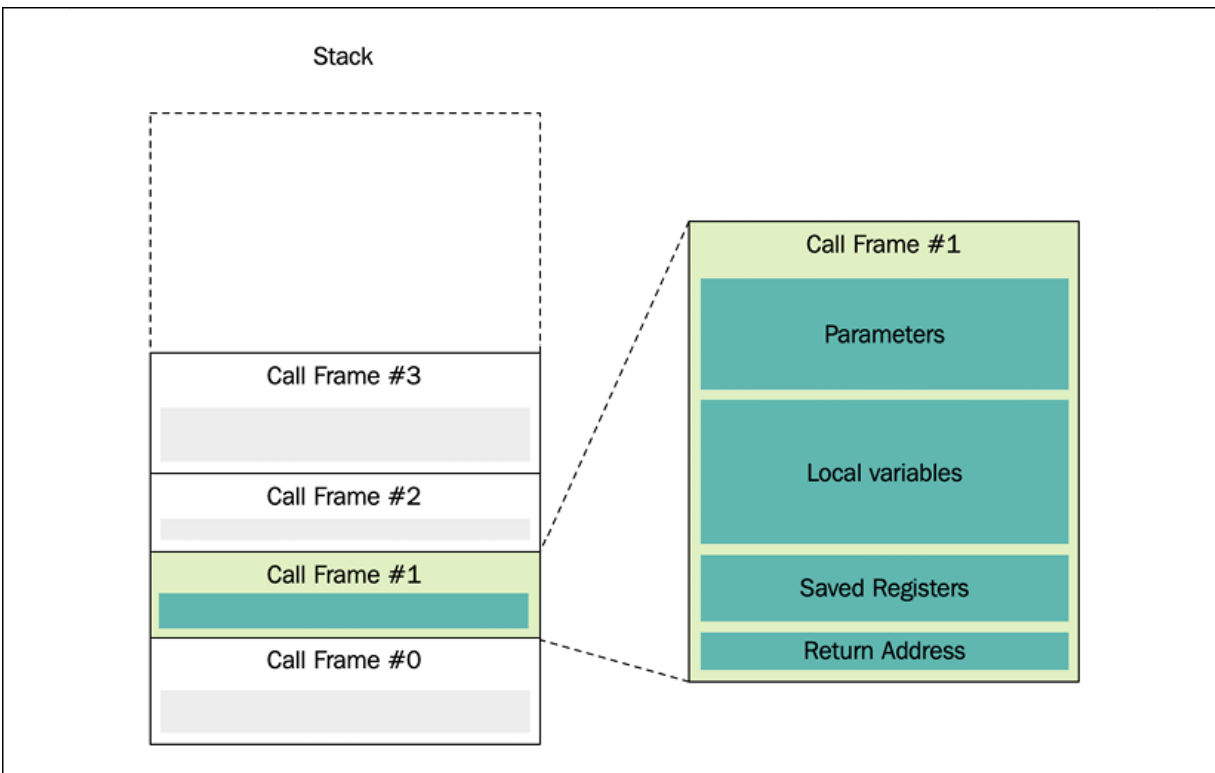 Stack
Call Frame #3
Call Frame #2
Call Frame #1
Call Frame #0
Call Frame #1
Parameters
Local variables
Saved Registers
Return Address